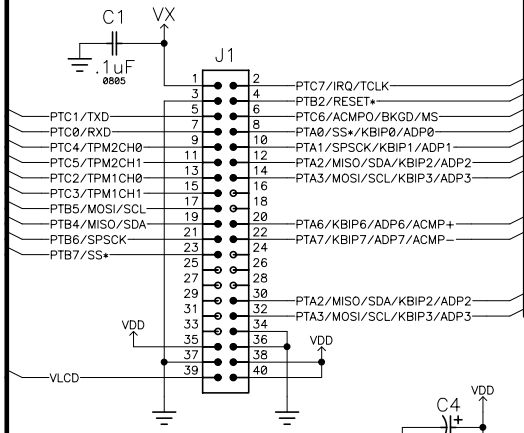 C1
VX
.1uF
0805
J1
1 2 PTC7/IRQ/TCLK
3 4 PTB2/RESET*
PTC1/TXD 5 6 PTC6/ACMPO/BKGD/MS
PTC0/RXD 7 8 PTA0/SS*/KBIP0/ADP0
PTC4/TPM2CH0 9 10 PTA1/SPSCK/KBIP1/ADP1
PTC5/TPM2CH1 11 12 PTA2/MISO/SDA/KBIP2/ADP2
PTC2/TPM1CH0 13 14 PTA3/MOSI/SCL/KBIP3/ADP3
PTC3/TPM1CH1 15 16
PTB5/MOSI/SCL 17 18
PTB4/MISO/SDA 19 20 PTA6/KBIP6/ADP6/ACMP+
PTB6/SPSCK 21 22 PTA7/KBIP7/ADP7/ACMP-
PTB7/SS* 23 24
25 26
27 28
29 30 PTA2/MISO/SDA/KBIP2/ADP2
31 32 PTA3/MOSI/SCL/KBIP3/ADP3
VDD 33 34 VDD
35 36
37 38
VLCD 39 40
VDD
C4
+